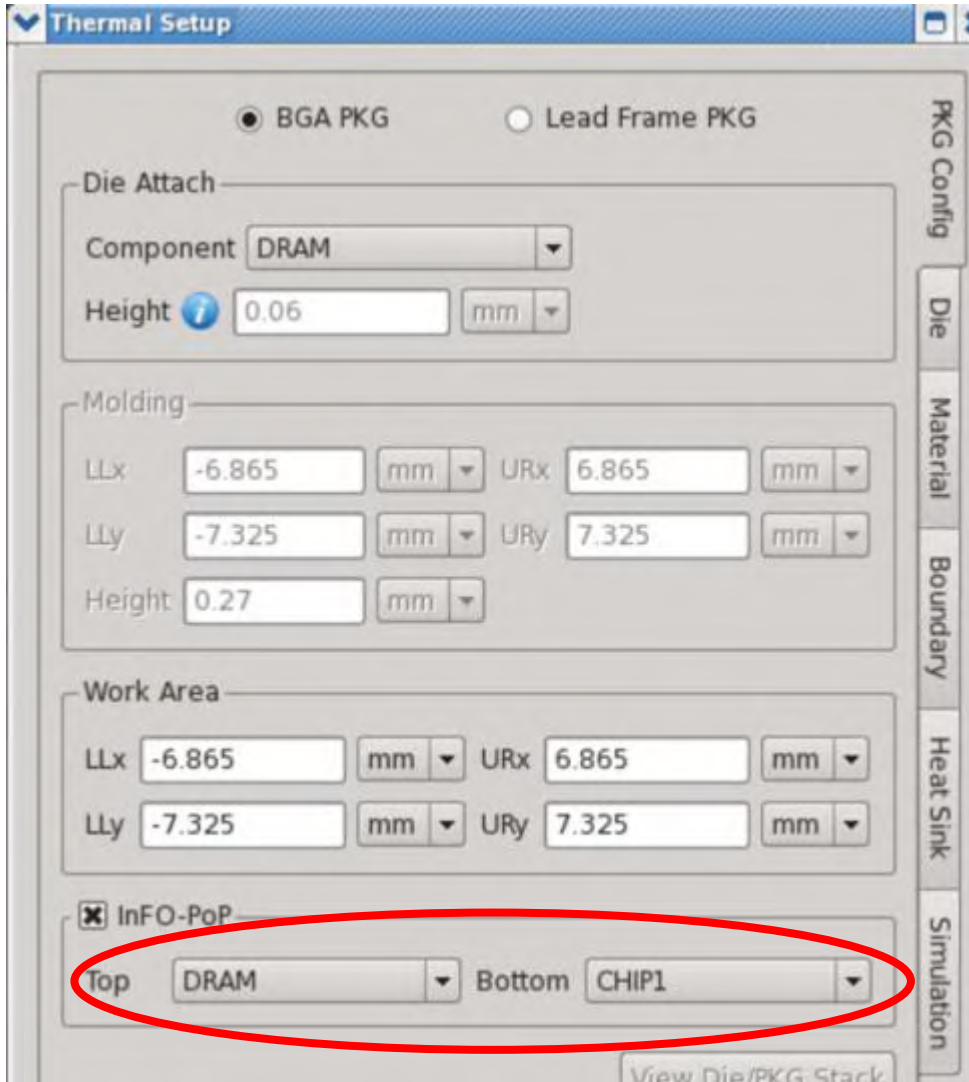 Thermal Setup
BGA PKG Lead Frame PKG
Die Attach
Component DRAM
Height i 0.06 mm
Molding
LLx -6.865 mm URx 6.865 mm
LLy -7.325 mm URy 7.325 mm
Height 0.27 mm
Work Area
LLx -6.865 mm URx 6.865 mm
LLy -7.325 mm URy 7.325 mm
InFO-PoP
Top DRAM Bottom CHIP1
View Die/PKG Stack
PKG Config
Die
Material
Boundary
Heat Sink
Simulation